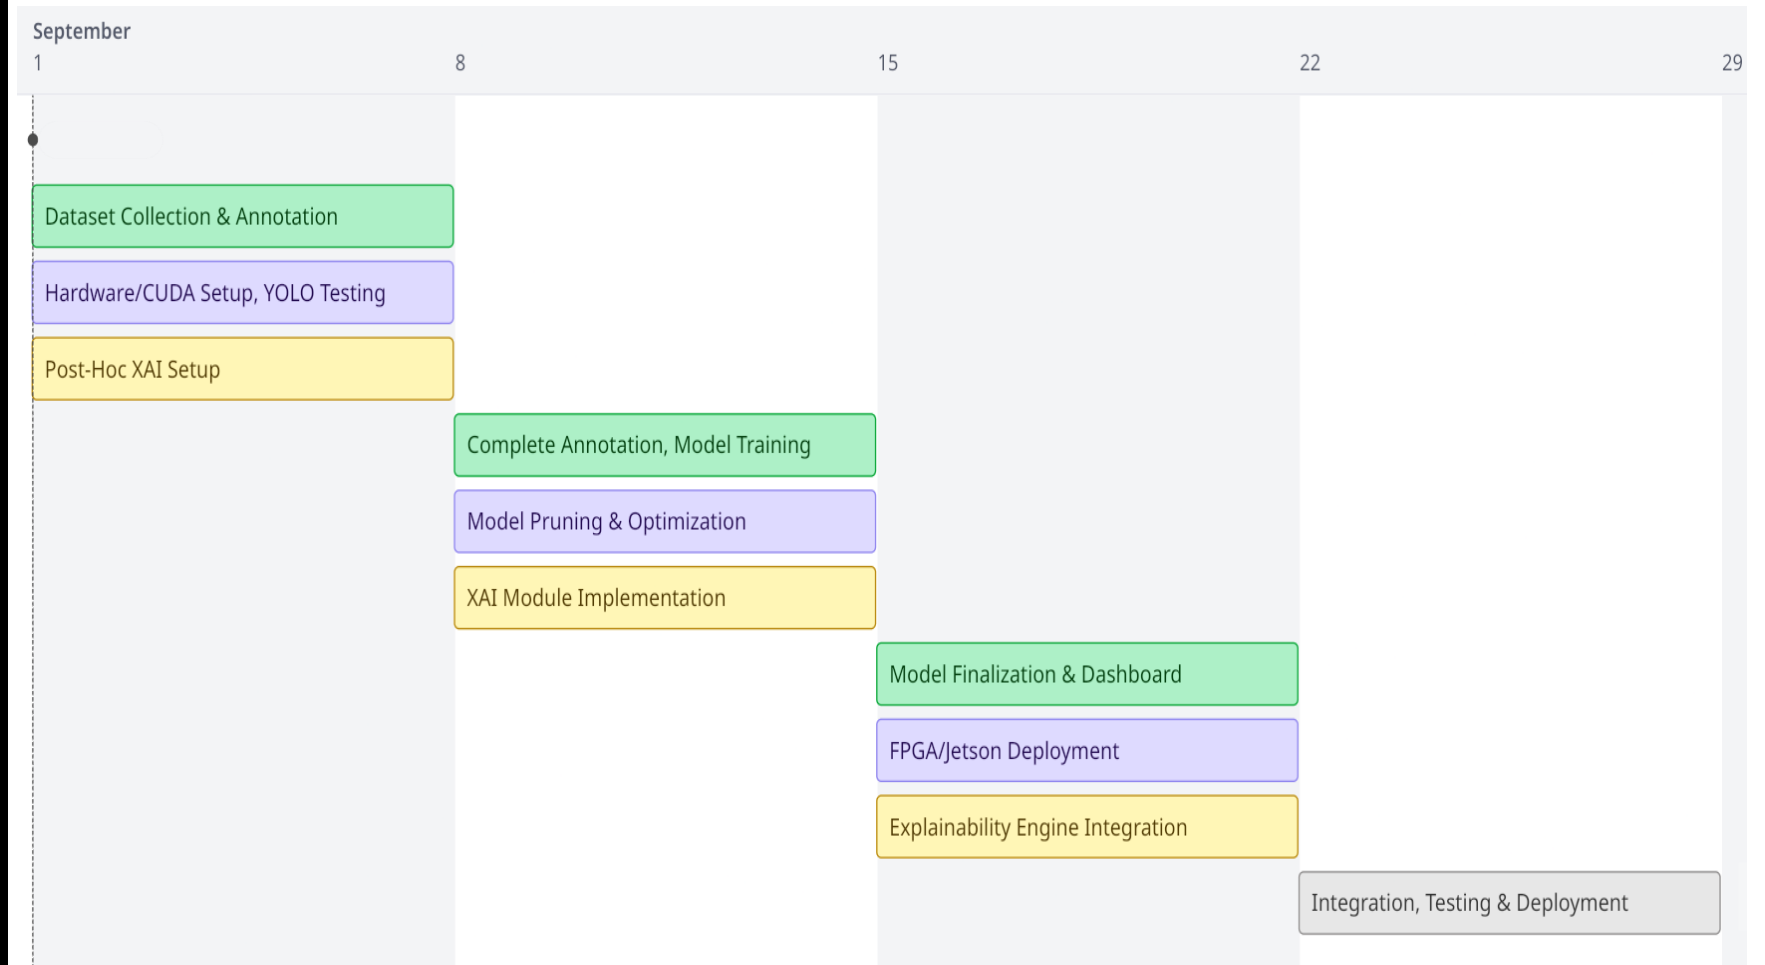 September
1 8 15 22 29
Dataset Collection & Annotation
Hardware/CUDA Setup, YOLO Testing
Post-Hoc XAI Setup
Complete Annotation, Model Training
Model Pruning & Optimization
XAI Module Implementation
Model Finalization & Dashboard
FPGA/Jetson Deployment
Explainability Engine Integration
Integration, Testing & Deployment